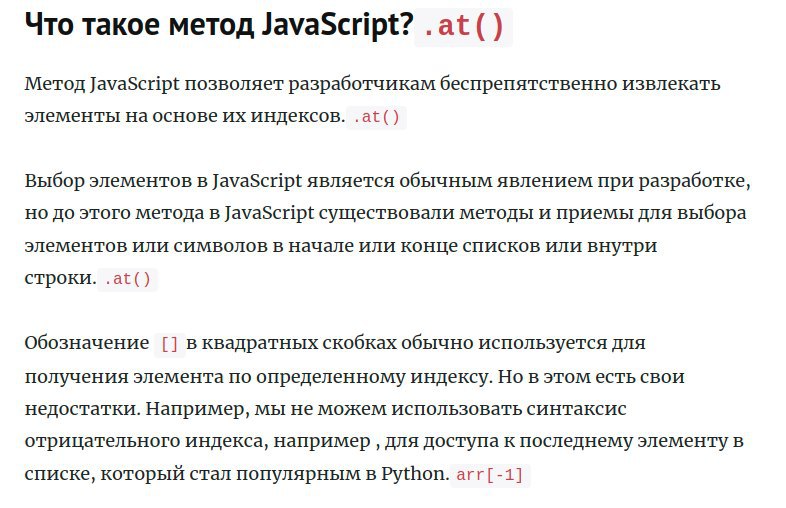 Что такое метод JavaScript? .at()
Метод JavaScript позволяет разработчикам беспрепятственно извлекать
элементы на основе их индексов. .at()
Выбор элементов в JavaScript является обычным явлением при разработке,
но до этого метода в JavaScript существовали методы и приемы для выбора
элементов или символов в начале или конце списков или внутри
строки. .at()
Обозначение [] в квадратных скобках обычно используется для
получения элемента по определенному индексу. Но в этом есть свои
недостатки. Например, мы не можем использовать синтаксис
отрицательного индекса, например , для доступа к последнему элементу в
списке, который стал популярным в Python. arr[-1]